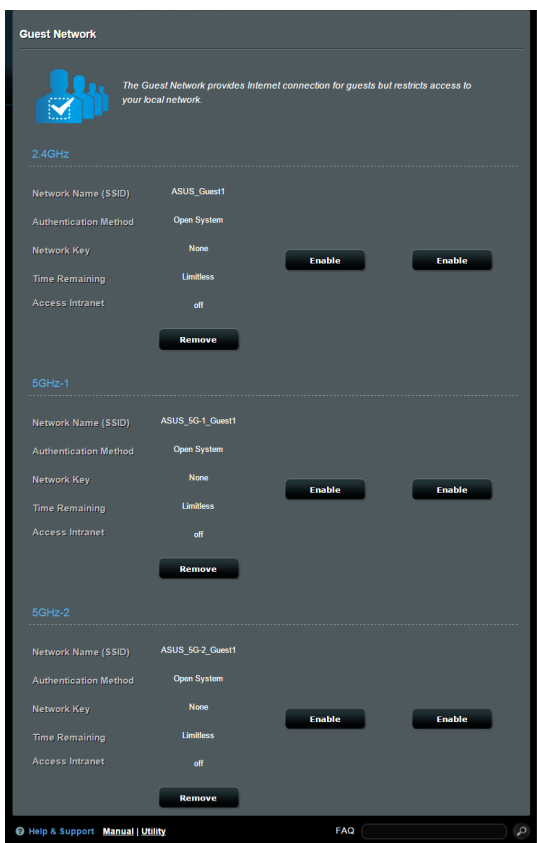 Guest Network
The Guest Network provides Internet connection for guests but restricts access to
your local network.
2.4GHz
Network Name (SSID) ASUS_Guest1
Authentication Method Open System
Network Key None
Enable Enable
Time Remaining Limitless
Access Intranet off
Remove
5GHz-1
Network Name (SSID) ASUS_5G-1_Guest1
Authentication Method Open System
Network Key None
Enable Enable
Time Remaining Limitless
Access Intranet off
Remove
5GHz-2
Network Name (SSID) ASUS_5G-2_Guest1
Authentication Method Open System
Network Key None
Enable Enable
Time Remaining Limitless
Access Intranet off
Remove
? Help & Support Manual | Utility FAQ